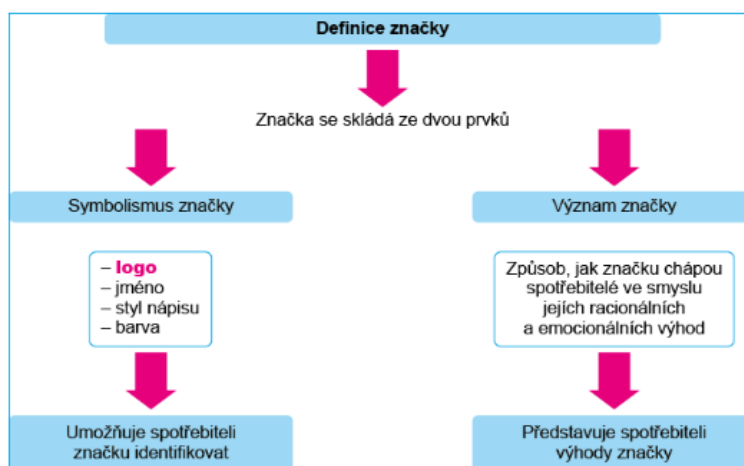 Definice značky
Značka se skládá ze dvou prvků
Symbolismus značky
– logo
– jméno
– styl nápisu
– barva
Umožňuje spotřebiteli
značku identifikovat
Význam značky
Způsob, jak značku chápou
spotřebitelé ve smyslu
jejích racionálních
a emocionálních výhod
Představuje spotřebiteli
výhody značky